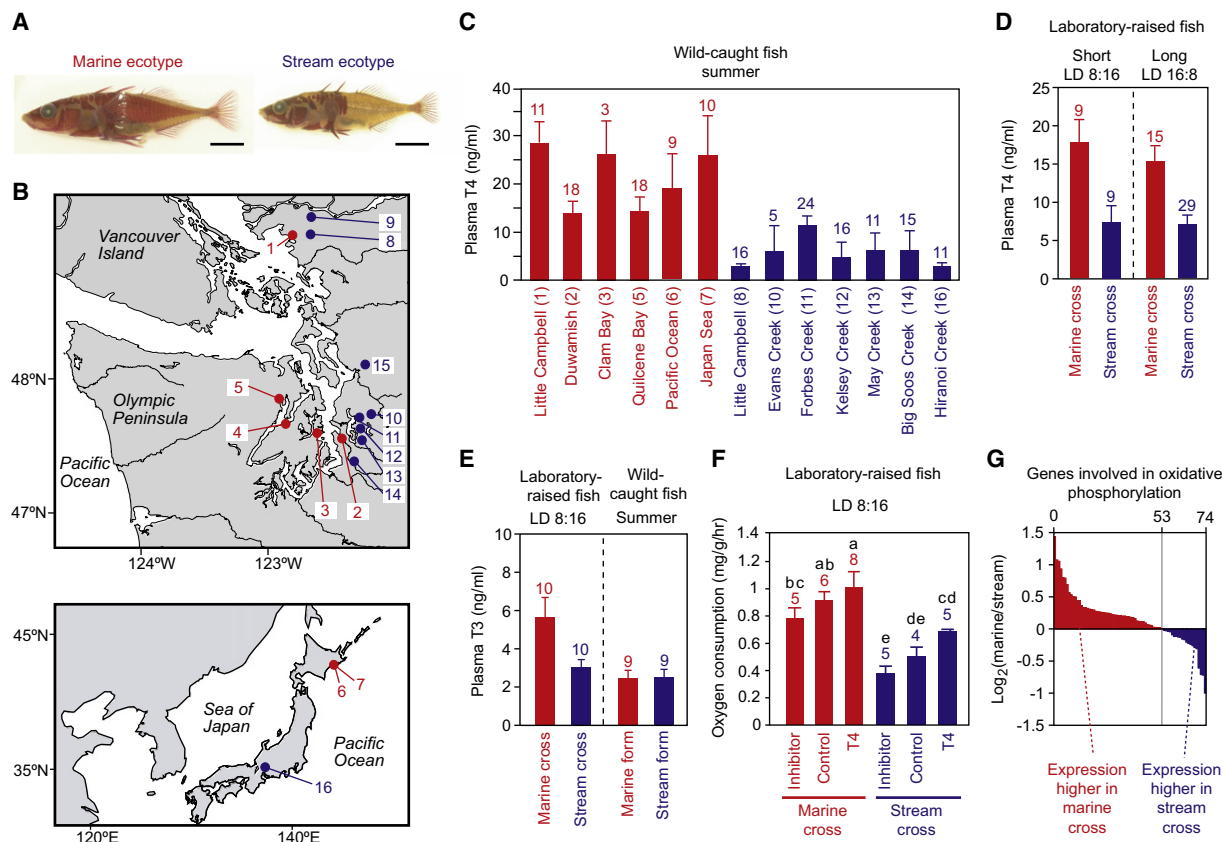 A
Marine ecotype
Stream ecotype
B
Vancouver
Island
9
8
1
48°N
15
5
Olympic
Peninsula
10
4
11
12
Pacific
Ocean
13
14
3
2
47°N
124°W
123°W
45°N
7
6
Sea of
Japan
Pacific
Ocean
35°N
16
120°E
140°E
C
Wild-caught fish
summer
Plasma T4 (ng/ml)
40
30
20
10
0
11
18
3
18
9
10
16
5
24
16
11
15
11
Little Campbell (1)
Duwamish (2)
Clam Bay (3)
Quilcene Bay (5)
Pacific Ocean (6)
Japan Sea (7)
Little Campbell (8)
Evans Creek (10)
Forbes Creek (11)
Kelsey Creek (12)
May Creek (13)
Big Soos Creek (14)
Hiranoi Creek (16)
D
Laboratory-raised fish
Short
LD 8:16
Long
LD 16:8
Plasma T4 (ng/ml)
25
20
15
10
5
0
9
9
15
29
Marine cross
Stream cross
Marine cross
Stream cross
E
Laboratory-
raised fish
LD 8:16
Wild-
caught fish
Summer
Plasma T3 (ng/ml)
10
8
6
4
2
0
10
10
9
9
Marine cross
Stream cross
Marine form
Stream form
F
Laboratory-raised fish
LD 8:16
Oxygen consumption (mg/g/hr)
1.4
1.2
1.0
0.8
0.6
0.4
0.2
0
bc
5
ab
6
a
8
e
5
de
4
cd
5
Inhibitor
Control
T4
Inhibitor
Control
T4
Marine
cross
Stream
cross
G
Genes involved in oxidative
phosphorylation
0
53
74
Log2(marine/stream)
1.5
1.0
0.5
0
-0.5
-1
-1.5
Expression
higher in
marine
cross
Expression
higher in
stream
cross